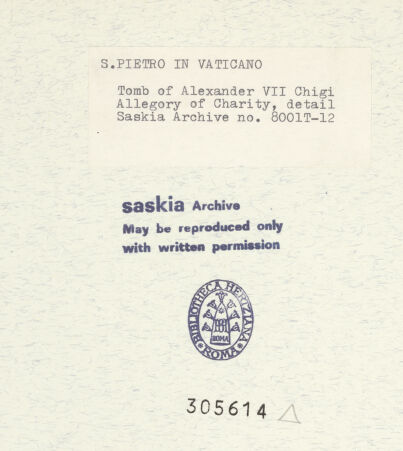 S.PIETRO IN VATICANO
Tomb of Alexander VII Chigi
Allegory of Charity, detail
Saskia Archive no. 8001T-12
saskia Archive
May be reproduced only
with written permission
BIBLIOTHECA HERTZIANA
ROMA
ROMA
305614